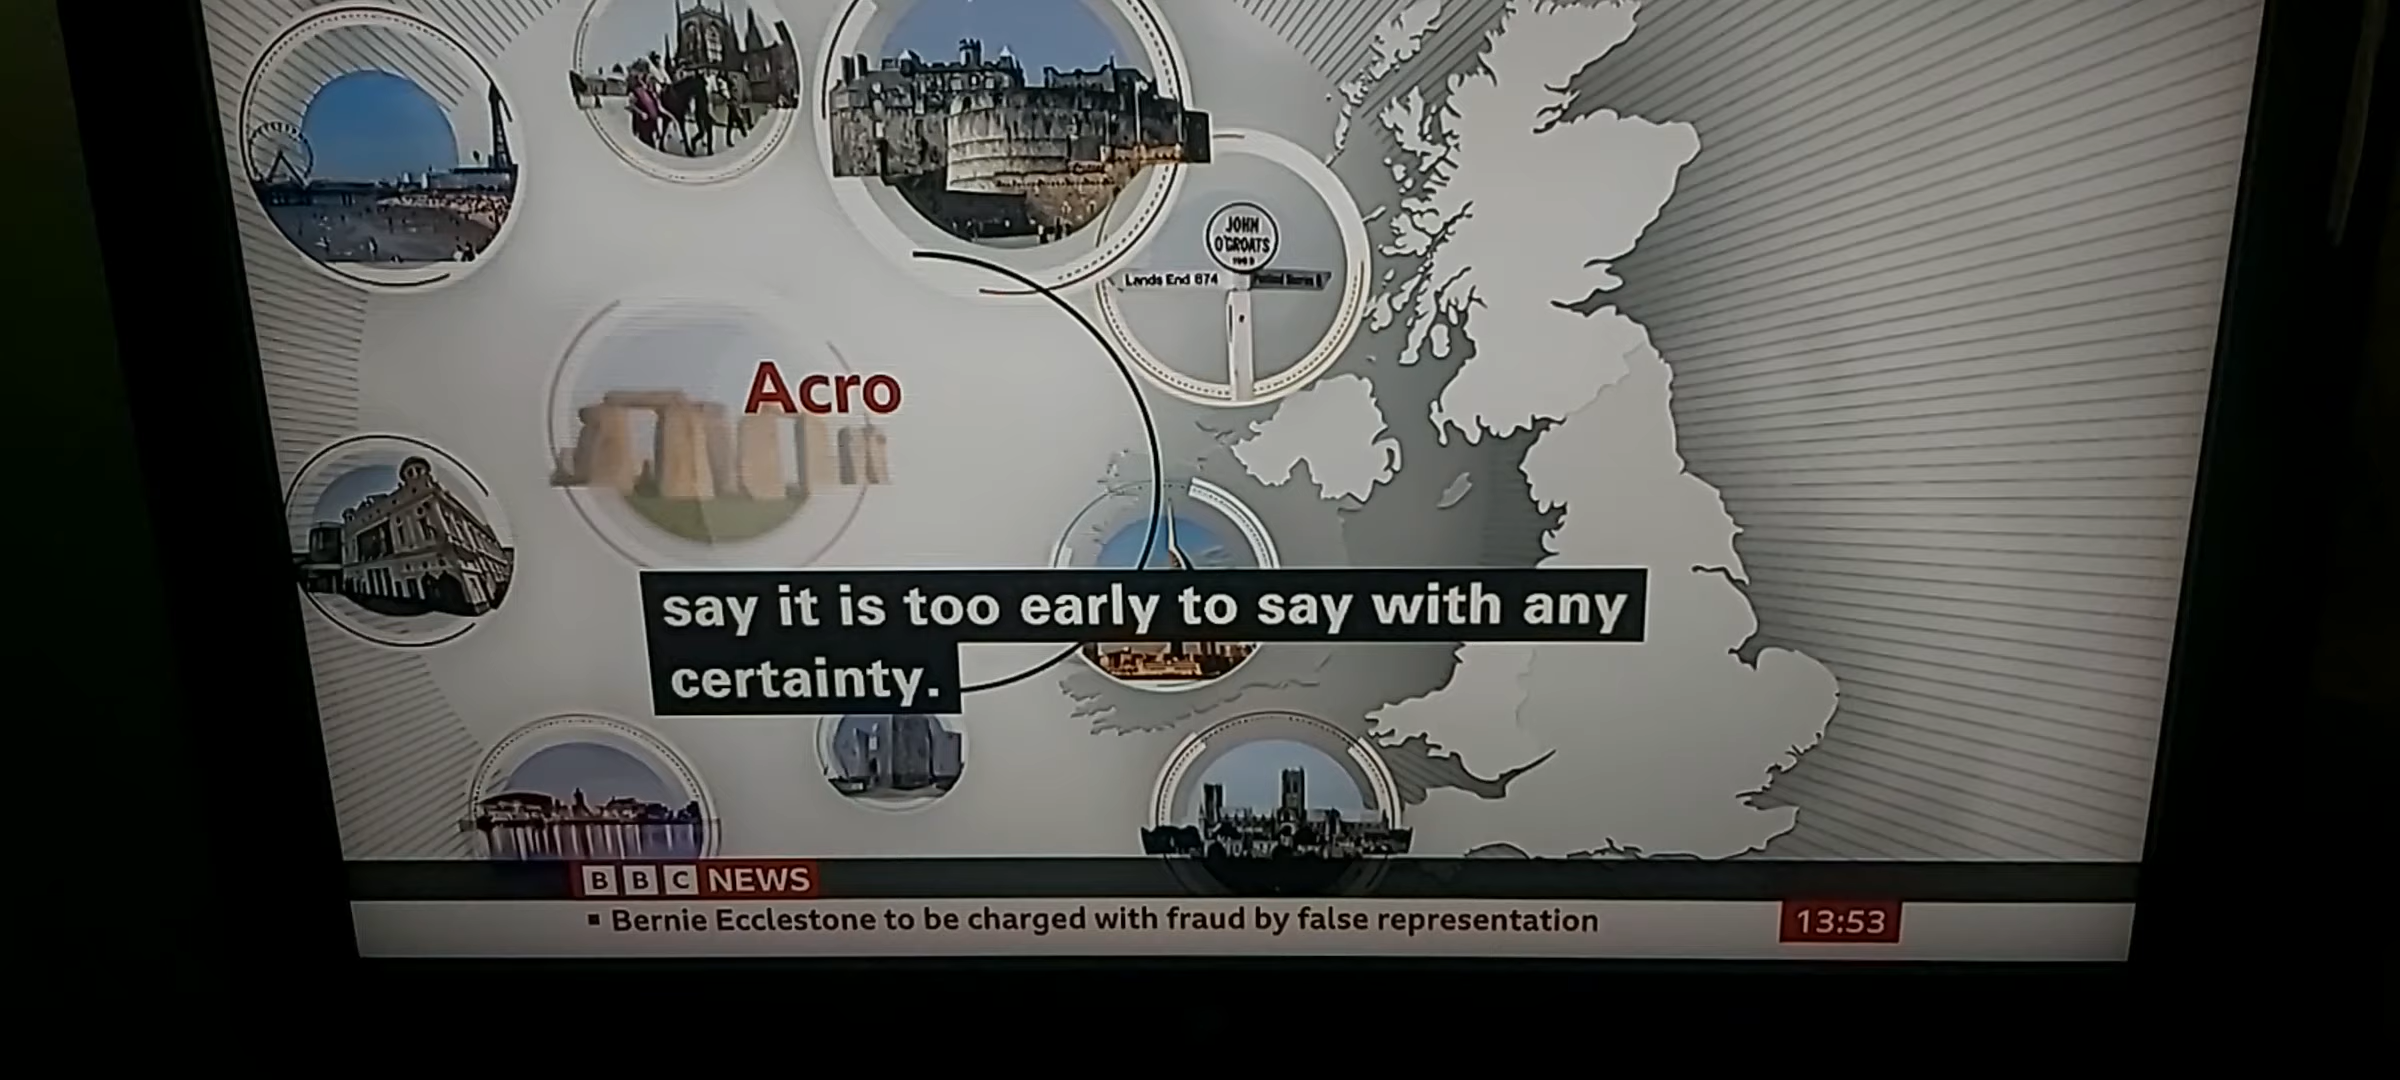 JOHN
O'GROATS
Lands End 874
Acro
say it is too early to say with any
certainty.
BBC NEWS
▪ Bernie Ecclestone to be charged with fraud by false representation
13:53